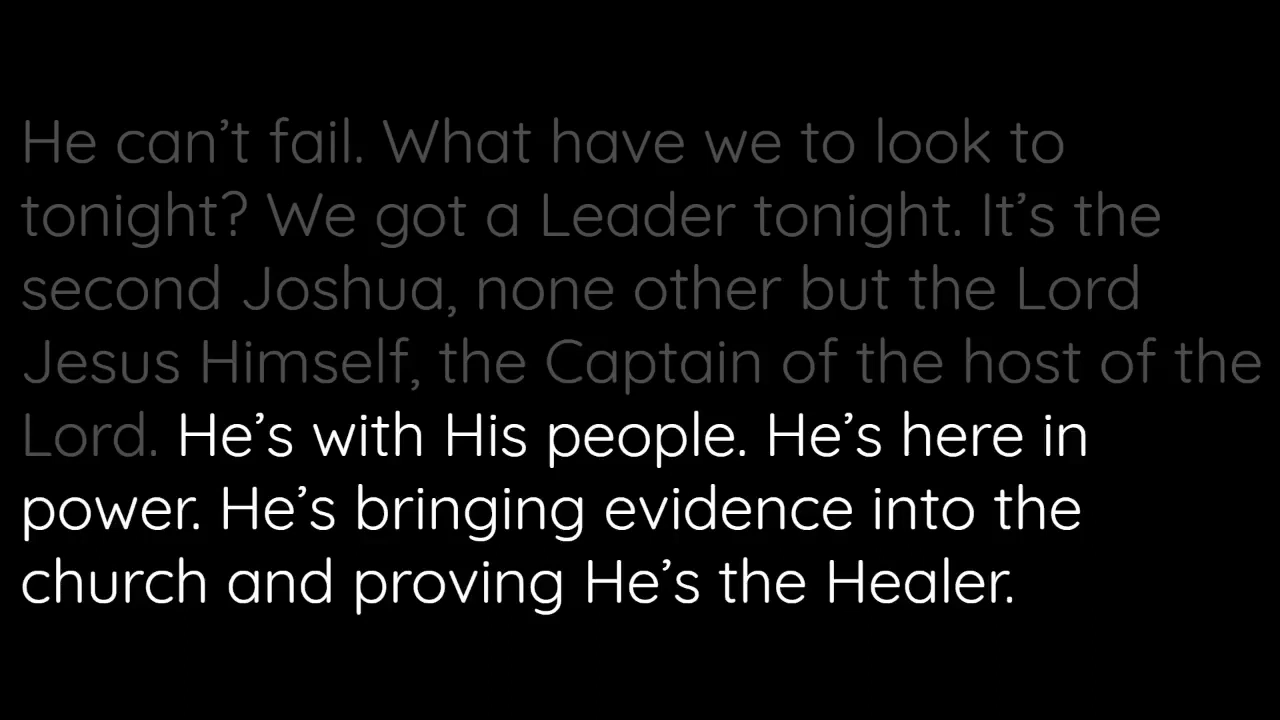 He can’t fail. What have we to look to
tonight? We got a Leader tonight. It’s the
second Joshua, none other but the Lord
Jesus Himself, the Captain of the host of the
Lord. He’s with His people. He’s here in
power. He’s bringing evidence into the
church and proving He’s the Healer.